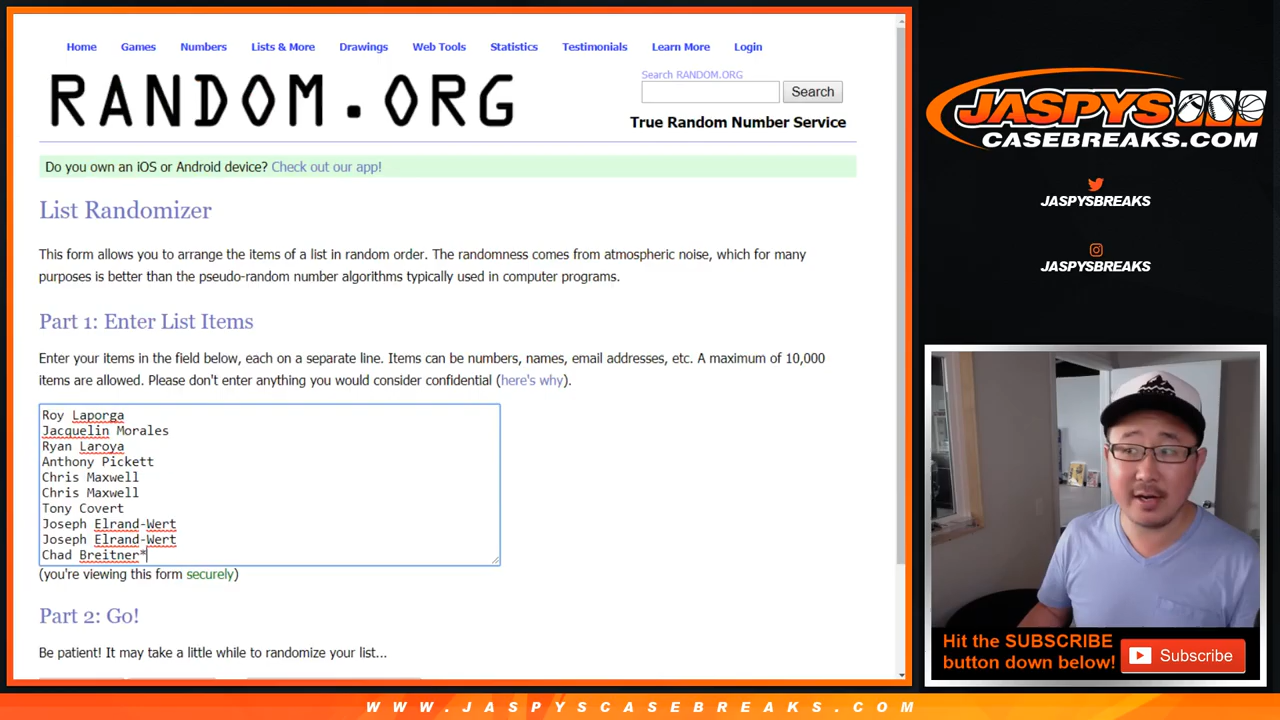 Home Games Numbers Lists & More Drawings Web Tools Statistics Testimonials Learn More Login
RANDOM.ORG
Search RANDOM.ORG
Search
True Random Number Service
Do you own an iOS or Android device? Check out our app!
List Randomizer
This form allows you to arrange the items of a list in random order. The randomness comes from atmospheric noise, which for many
purposes is better than the pseudo-random number algorithms typically used in computer programs.
Part 1: Enter List Items
Enter your items in the field below, each on a separate line. Items can be numbers, names, email addresses, etc. A maximum of 10,000
items are allowed. Please don't enter anything you would consider confidential (here's why).
Roy Laporga
Jacquelin Morales
Ryan Laroya
Anthony Pickett
Chris Maxwell
Chris Maxwell
Tony Covert
Joseph Elrand-Wert
Joseph Elrand-Wert
Chad Breitner*
(you're viewing this form securely)
Part 2: Go!
Be patient! It may take a little while to randomize your list...
JASPYS
CASEBREAKS.COM
JASPYSBREAKS
JASPYSBREAKS
Hit the SUBSCRIBE
button down below!
Subscribe
WWW.JASPYSCASEBREAKS.COM